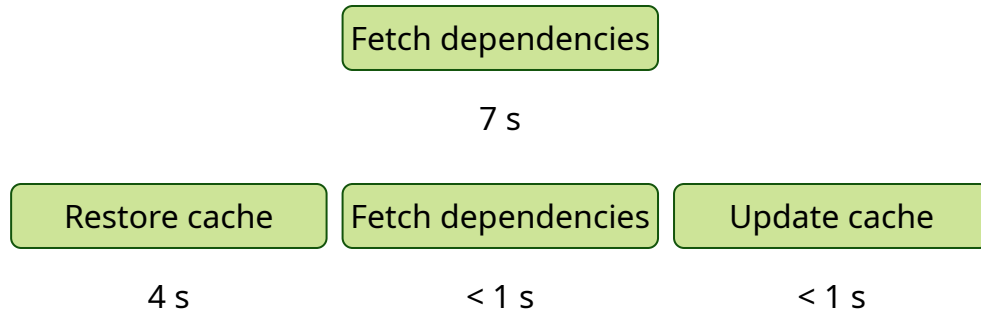 Fetch dependencies
7 s
Restore cache
Fetch dependencies
Update cache
4 s
< 1 s
< 1 s